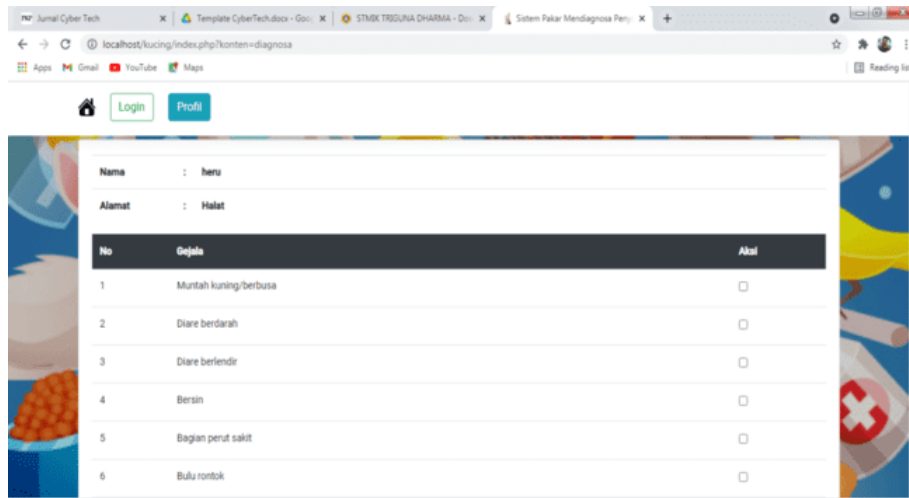 Jurnal Cyber Tech
Template CyberTech.docx - Goo
STMIK TRIGUNA DHARMA - Do
Sistem Pakar Mendiagnosa Peny
localhost/kucing/index.php?konten=diagnosa
Apps Gmail YouTube Maps Reading lis
Login Profil
Nama : heru
Alamat : Halat
No Gejala Aksi
1 Muntah kuning/berbusa
2 Diare berdarah
3 Diare berlendir
4 Bersin
5 Bagian perut sakit
6 Bulu rontok